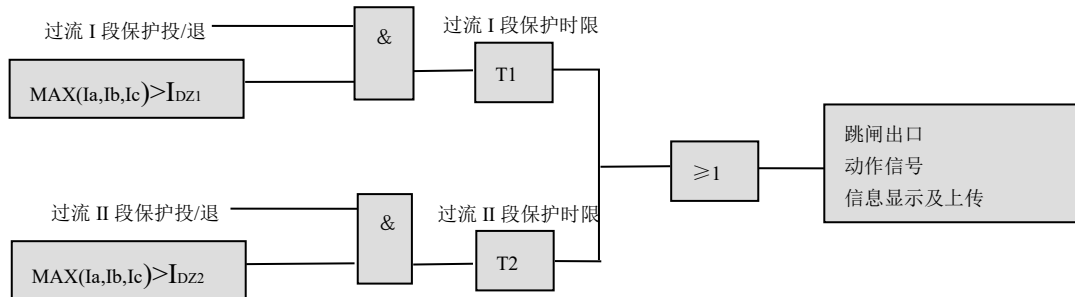 过流 I 段保护投/退
&
过流 I 段保护时限
T1
MAX(Ia,Ib,Ic)>IDZ1
≥1
跳闸出口
动作信号
信息显示及上传
过流 II 段保护投/退
&
过流 II 段保护时限
T2
MAX(Ia,Ib,Ic)>IDZ2